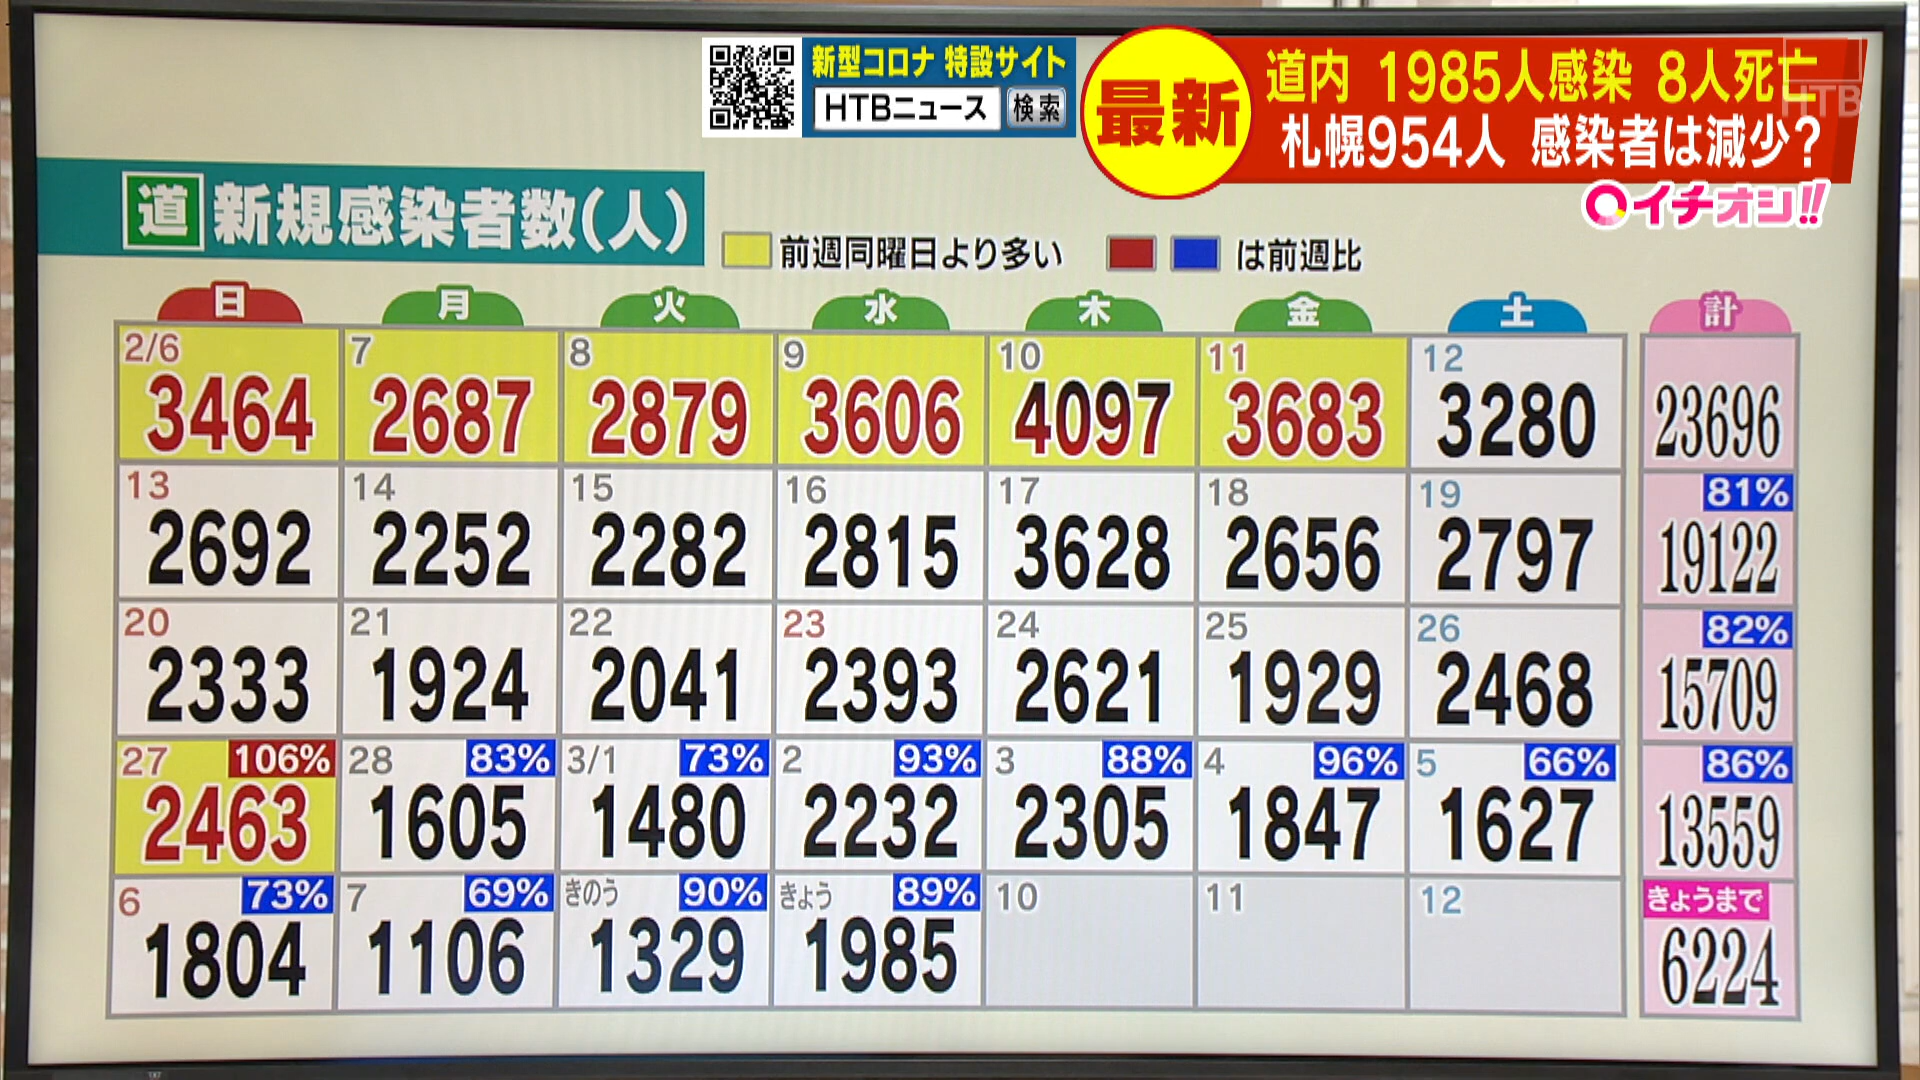 新型コロナ 特設サイト
HTBニュース 検索
最新
道内 1985人感染 8人死亡
札幌954人 感染者は減少?
HTB
イチオシ!!
道 新規感染者数(人)
前週同曜日より多い
は前週比
日 月 火 水 木 金 土 計
2/6 7 8 9 10 11 12
3464 2687 2879 3606 4097 3683 3280 23696
13 14 15 16 17 18 19 81%
2692 2252 2282 2815 3628 2656 2797 19122
20 21 22 23 24 25 26 82%
2333 1924 2041 2393 2621 1929 2468 15709
27 106% 28 83% 3/1 73% 2 93% 3 88% 4 96% 5 66% 86%
2463 1605 1480 2232 2305 1847 1627 13559
6 73% 7 69% きのう 90% きょう 89% 10 11 12 きょうまで
1804 1106 1329 1985 6224